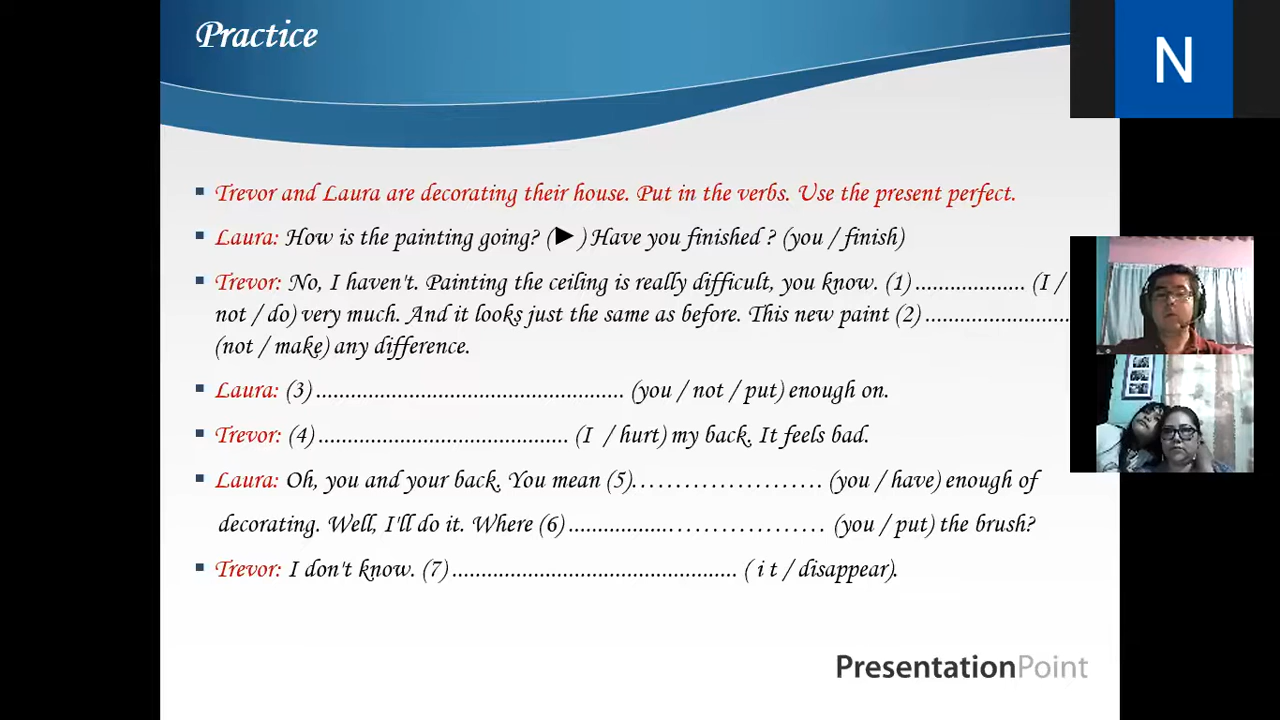 Practice
N
Trevor and Laura are decorating their house. Put in the verbs. Use the present perfect.
Laura: How is the painting going? (► ) Have you finished ? (you / finish)
Trevor: No, I haven't. Painting the ceiling is really difficult, you know. (1) ................... (I /
not / do) very much. And it looks just the same as before. This new paint (2) .........................
(not / make) any difference.
Laura: (3) ..................................................... (you / not / put) enough on.
Trevor: (4) ........................................... (I / hurt) my back. It feels bad.
Laura: Oh, you and your back. You mean (5)…………………. (you / have) enough of
decorating. Well, I'll do it. Where (6) .................……………… (you / put) the brush?
Trevor: I don't know. (7) ................................................. ( i t / disappear).
PresentationPoint